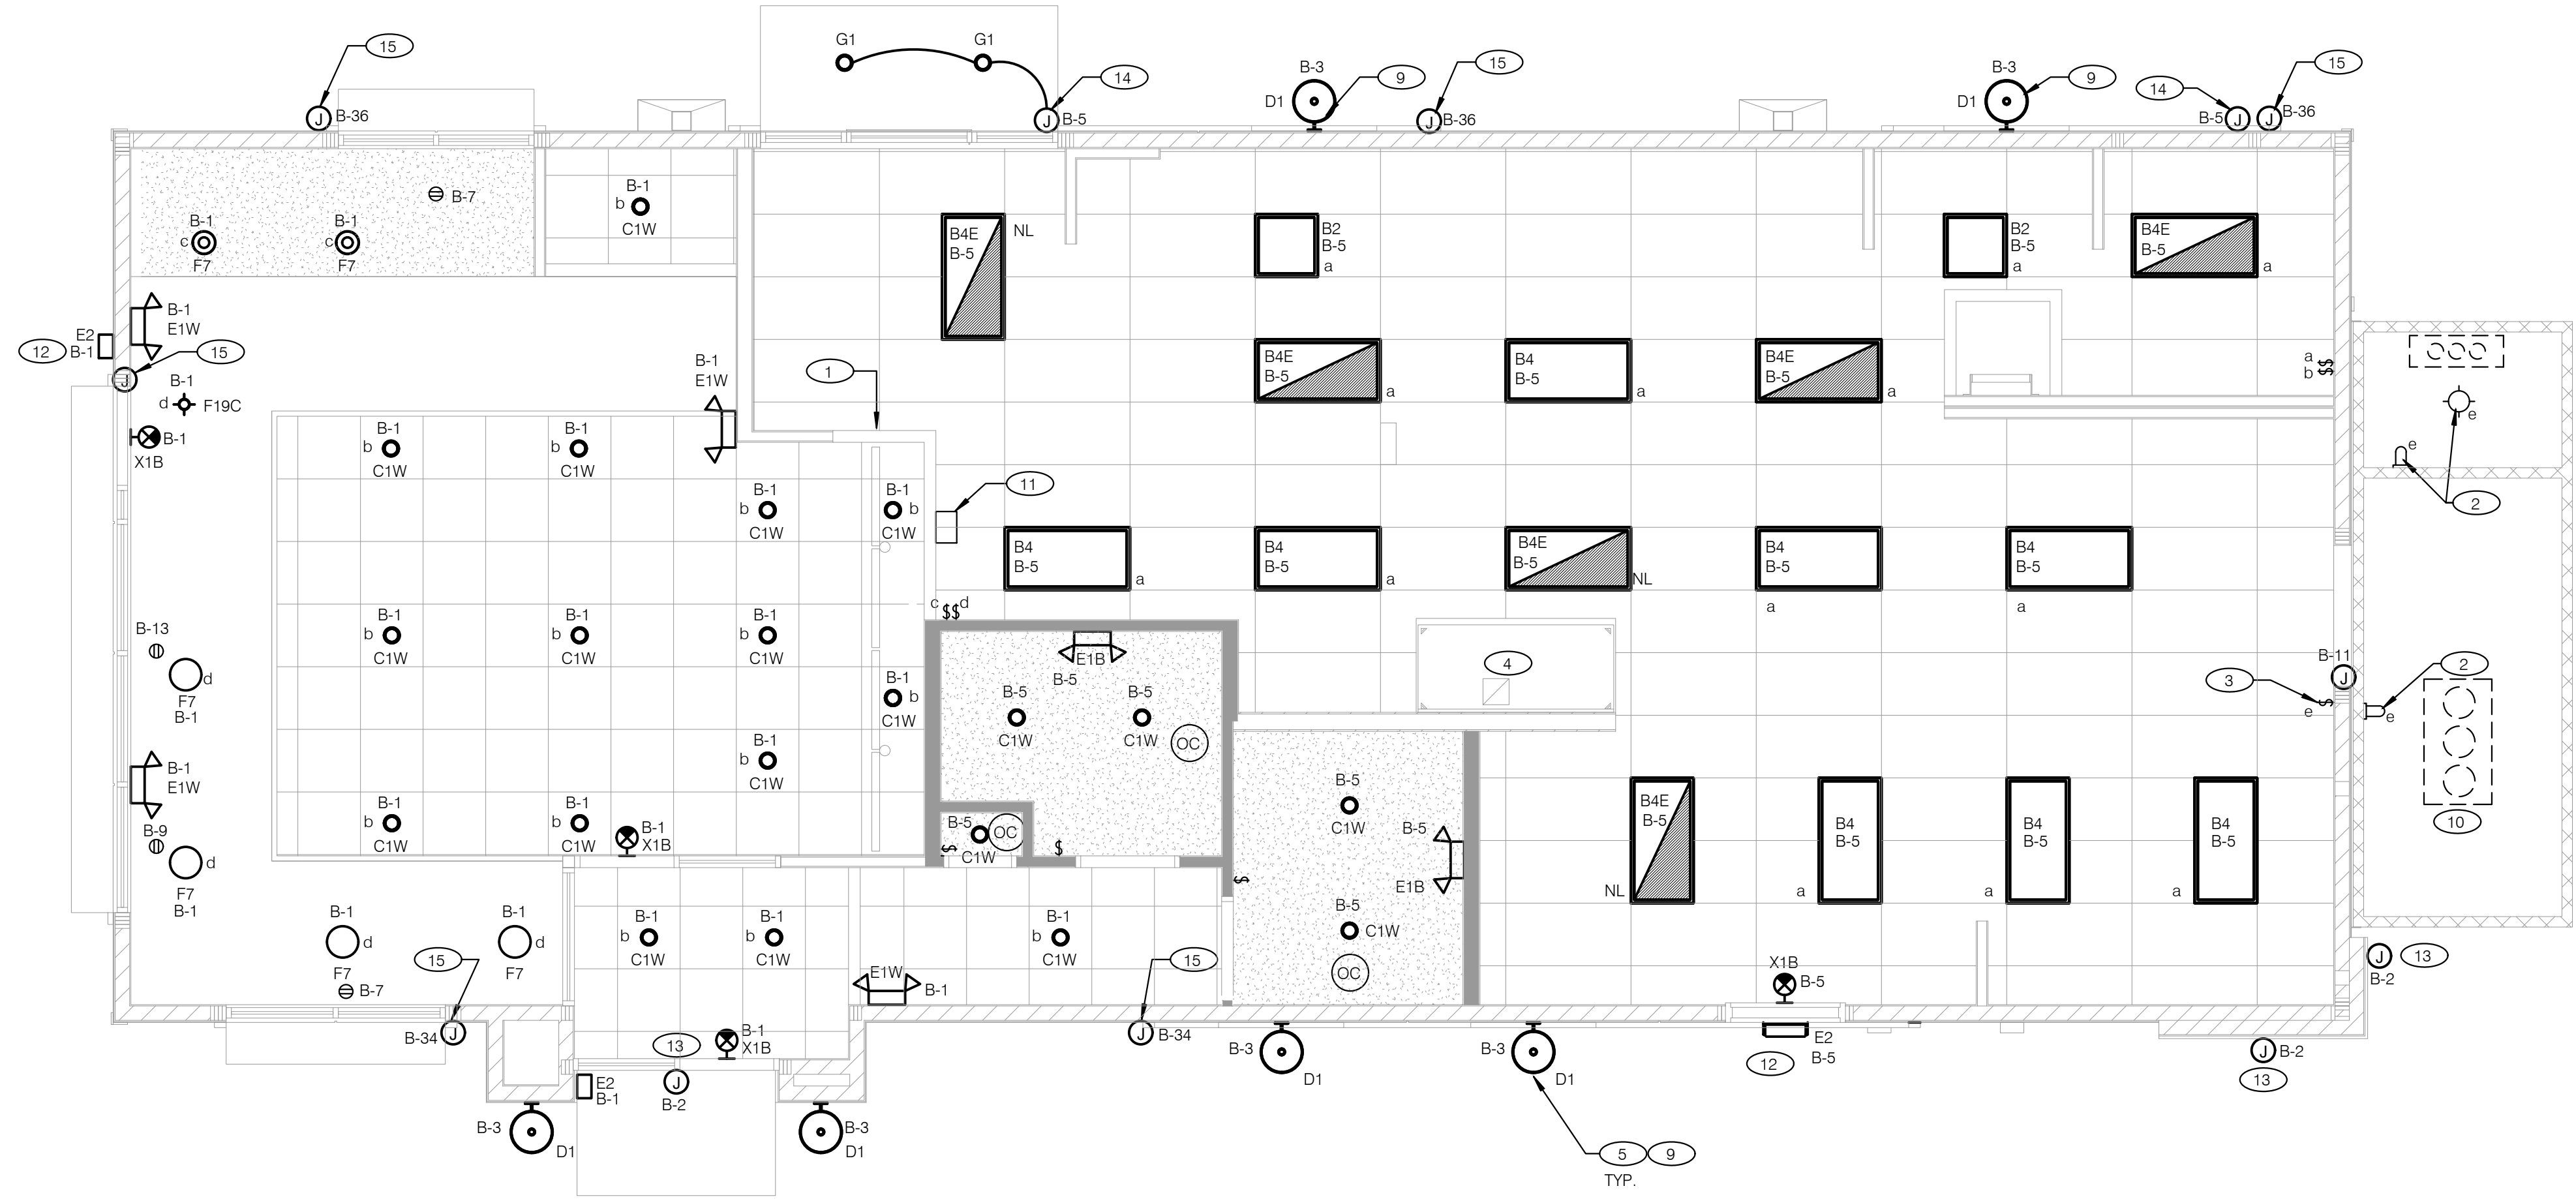 G1
G1
15
B-36
14
B-5
B-3
D1
9
15
B-36
B-3
D1
9
14
B-5
15
B-36
B-7
B-1
c
F7
B-1
c
F7
B-1
b
C1W
B4E
B-5
NL
B2
B-5
a
B2
B-5
a
B4E
B-5
a
B-1
E1W
E2
B-1
12
15
B-1
d
F19C
B-1
X1B
B-1
E1W
1
B4E
B-5
a
B4
B-5
a
B4E
B-5
a
a
b
$$
e
e
2
B-1
b
C1W
B-1
b
C1W
B-1
b
C1W
B-1
b
C1W
11
B4
B-5
a
B4
B-5
a
B4E
B-5
NL
B4
B-5
a
B4
B-5
a
c
$$
d
B-13
d
F7
B-1
B-1
b
C1W
B-1
b
C1W
B-1
b
C1W
B-1
b
C1W
E1B
B-5
B-5
C1W
B-5
C1W
OC
4
B-11
J
3
e
$
2
e
10
B-1
E1W
B-9
d
F7
B-1
B-1
b
C1W
B-1
b
C1W
B-1
b
C1W
B-1
X1B
B-5
OC
C1W
$
$
$
B-5
C1W
B-5
E1B
B-5
C1W
OC
B4E
B-5
NL
B4
B-5
a
B4
B-5
a
B4
B-5
a
B-1
d
F7
B-7
B-1
d
F7
15
J
B-34
B-1
b
C1W
B-1
b
C1W
B-1
b
C1W
E1W
B-1
15
J
B-34
X1B
B-5
E2
B-5
12
J
B-2
13
J
B-2
13
B-1
X1B
13
J
B-2
E2
B-1
B-3
D1
B-3
D1
B-3
D1
B-3
D1
5
9
TYP.
J
J
J
J
J
J